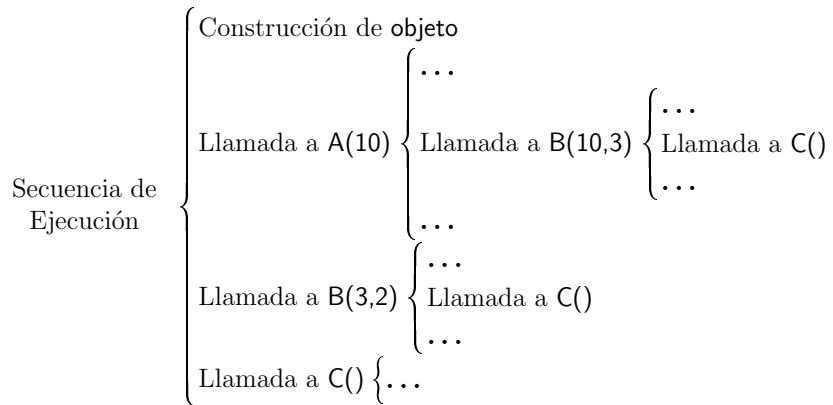 Construcción de objeto
...
...
Llamada a A(10)
Llamada a B(10,3)
Llamada a C()
...
Secuencia de
Ejecución
...
...
Llamada a B(3,2)
Llamada a C()
...
Llamada a C()
...